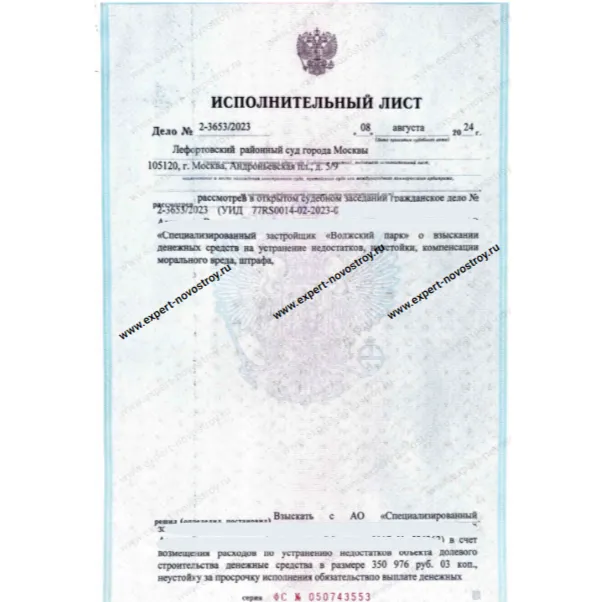 ИСПОЛНИТЕЛЬНЫЙ ЛИСТ
Дело № 2-3653/2023 „ 08 „ августа 20 24 г.
Лефортовский районный суд города Москвы
105120, г. Москва, Андроньевская пл., д. 5/9
рассмотрев в открытом судебном заседании гражданское дело №
2-3653/2023 (УИД 77RS0014-02-2023-0
«Специализированный застройщик «Волжский парк» о взыскании
денежных средств на устранение недостатков, неустойки, компенсации
морального вреда, штрафа,
www.expert-novostroy.ru
www.expert-novostroy.ru
www.expert-novostroy.ru
решил (определил, постановил) Взыскать с АО «Специализированный
в счет
возмещения расходов по устранению недостатков объекта долевого
строительства денежные средства в размере 350 976 руб. 03 коп.,
неустойку за просрочку исполнения обязательство выплате денежных
серия ФС № 050743553